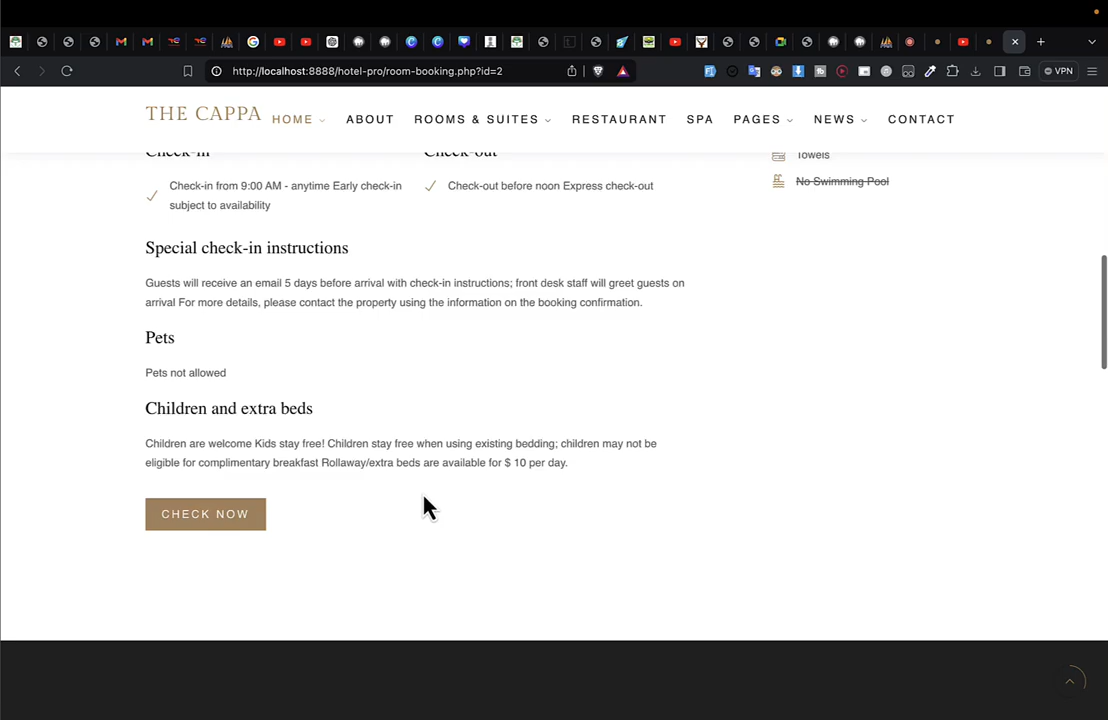 http://localhost:8888/hotel-pro/room-booking.php?id=2
VPN
THE CAPPA
HOME ABOUT ROOMS & SUITES RESTAURANT SPA PAGES NEWS CONTACT
Check-in
Check-out
Towels
Check-in from 9:00 AM - anytime Early check-in
subject to availability
Check-out before noon Express check-out
No Swimming Pool
Special check-in instructions
Guests will receive an email 5 days before arrival with check-in instructions; front desk staff will greet guests on
arrival For more details, please contact the property using the information on the booking confirmation.
Pets
Pets not allowed
Children and extra beds
Children are welcome Kids stay free! Children stay free when using existing bedding; children may not be
eligible for complimentary breakfast Rollaway/extra beds are available for $ 10 per day.
CHECK NOW